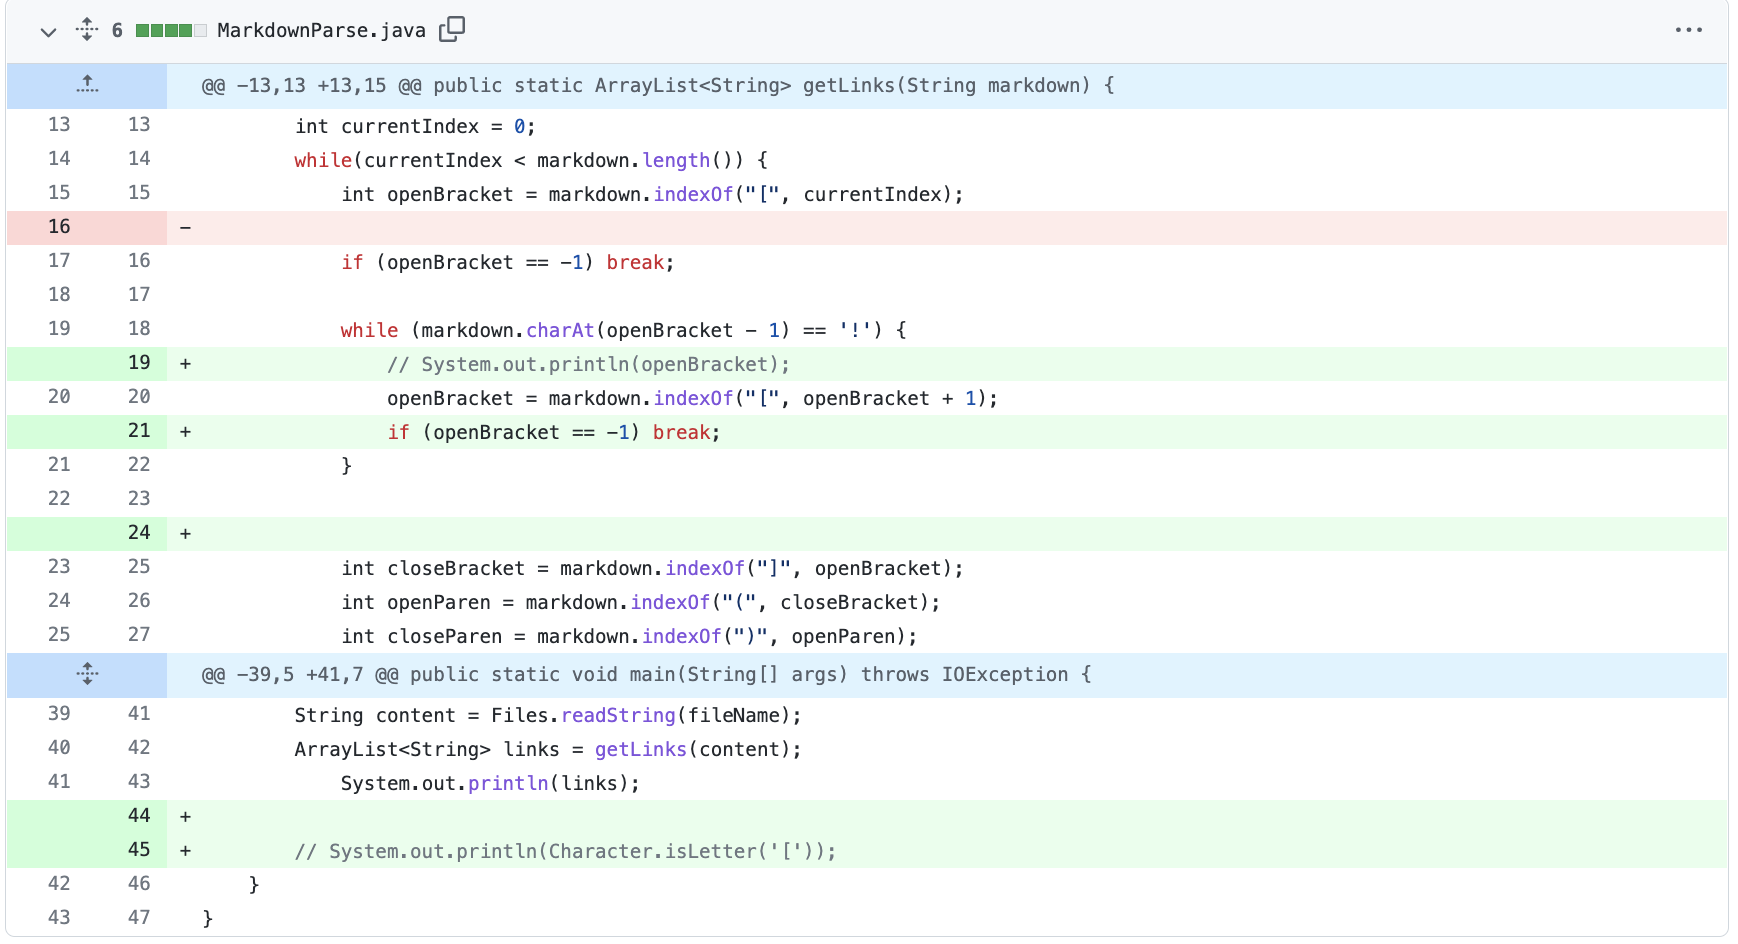 6 MarkdownParse.java
@@ -13,13 +13,15 @@ public static ArrayList<String> getLinks(String markdown) {
13 13 int currentIndex = 0;
14 14 while(currentIndex < markdown.length()) {
15 15 int openBracket = markdown.indexOf("[", currentIndex);
16 -
17 16 if (openBracket == -1) break;
18 17
19 18 while (markdown.charAt(openBracket - 1) == '!') {
19 + // System.out.println(openBracket);
20 20 openBracket = markdown.indexOf("[", openBracket + 1);
21 + if (openBracket == -1) break;
21 22 }
22 23
24 +
23 25 int closeBracket = markdown.indexOf("]", openBracket);
24 26 int openParen = markdown.indexOf("(", closeBracket);
25 27 int closeParen = markdown.indexOf(")", openParen);
@@ -39,5 +41,7 @@ public static void main(String[] args) throws IOException {
39 41 String content = Files.readString(fileName);
40 42 ArrayList<String> links = getLinks(content);
41 43 System.out.println(links);
44 +
45 + // System.out.println(Character.isLetter('['));
42 46 }
43 47 }